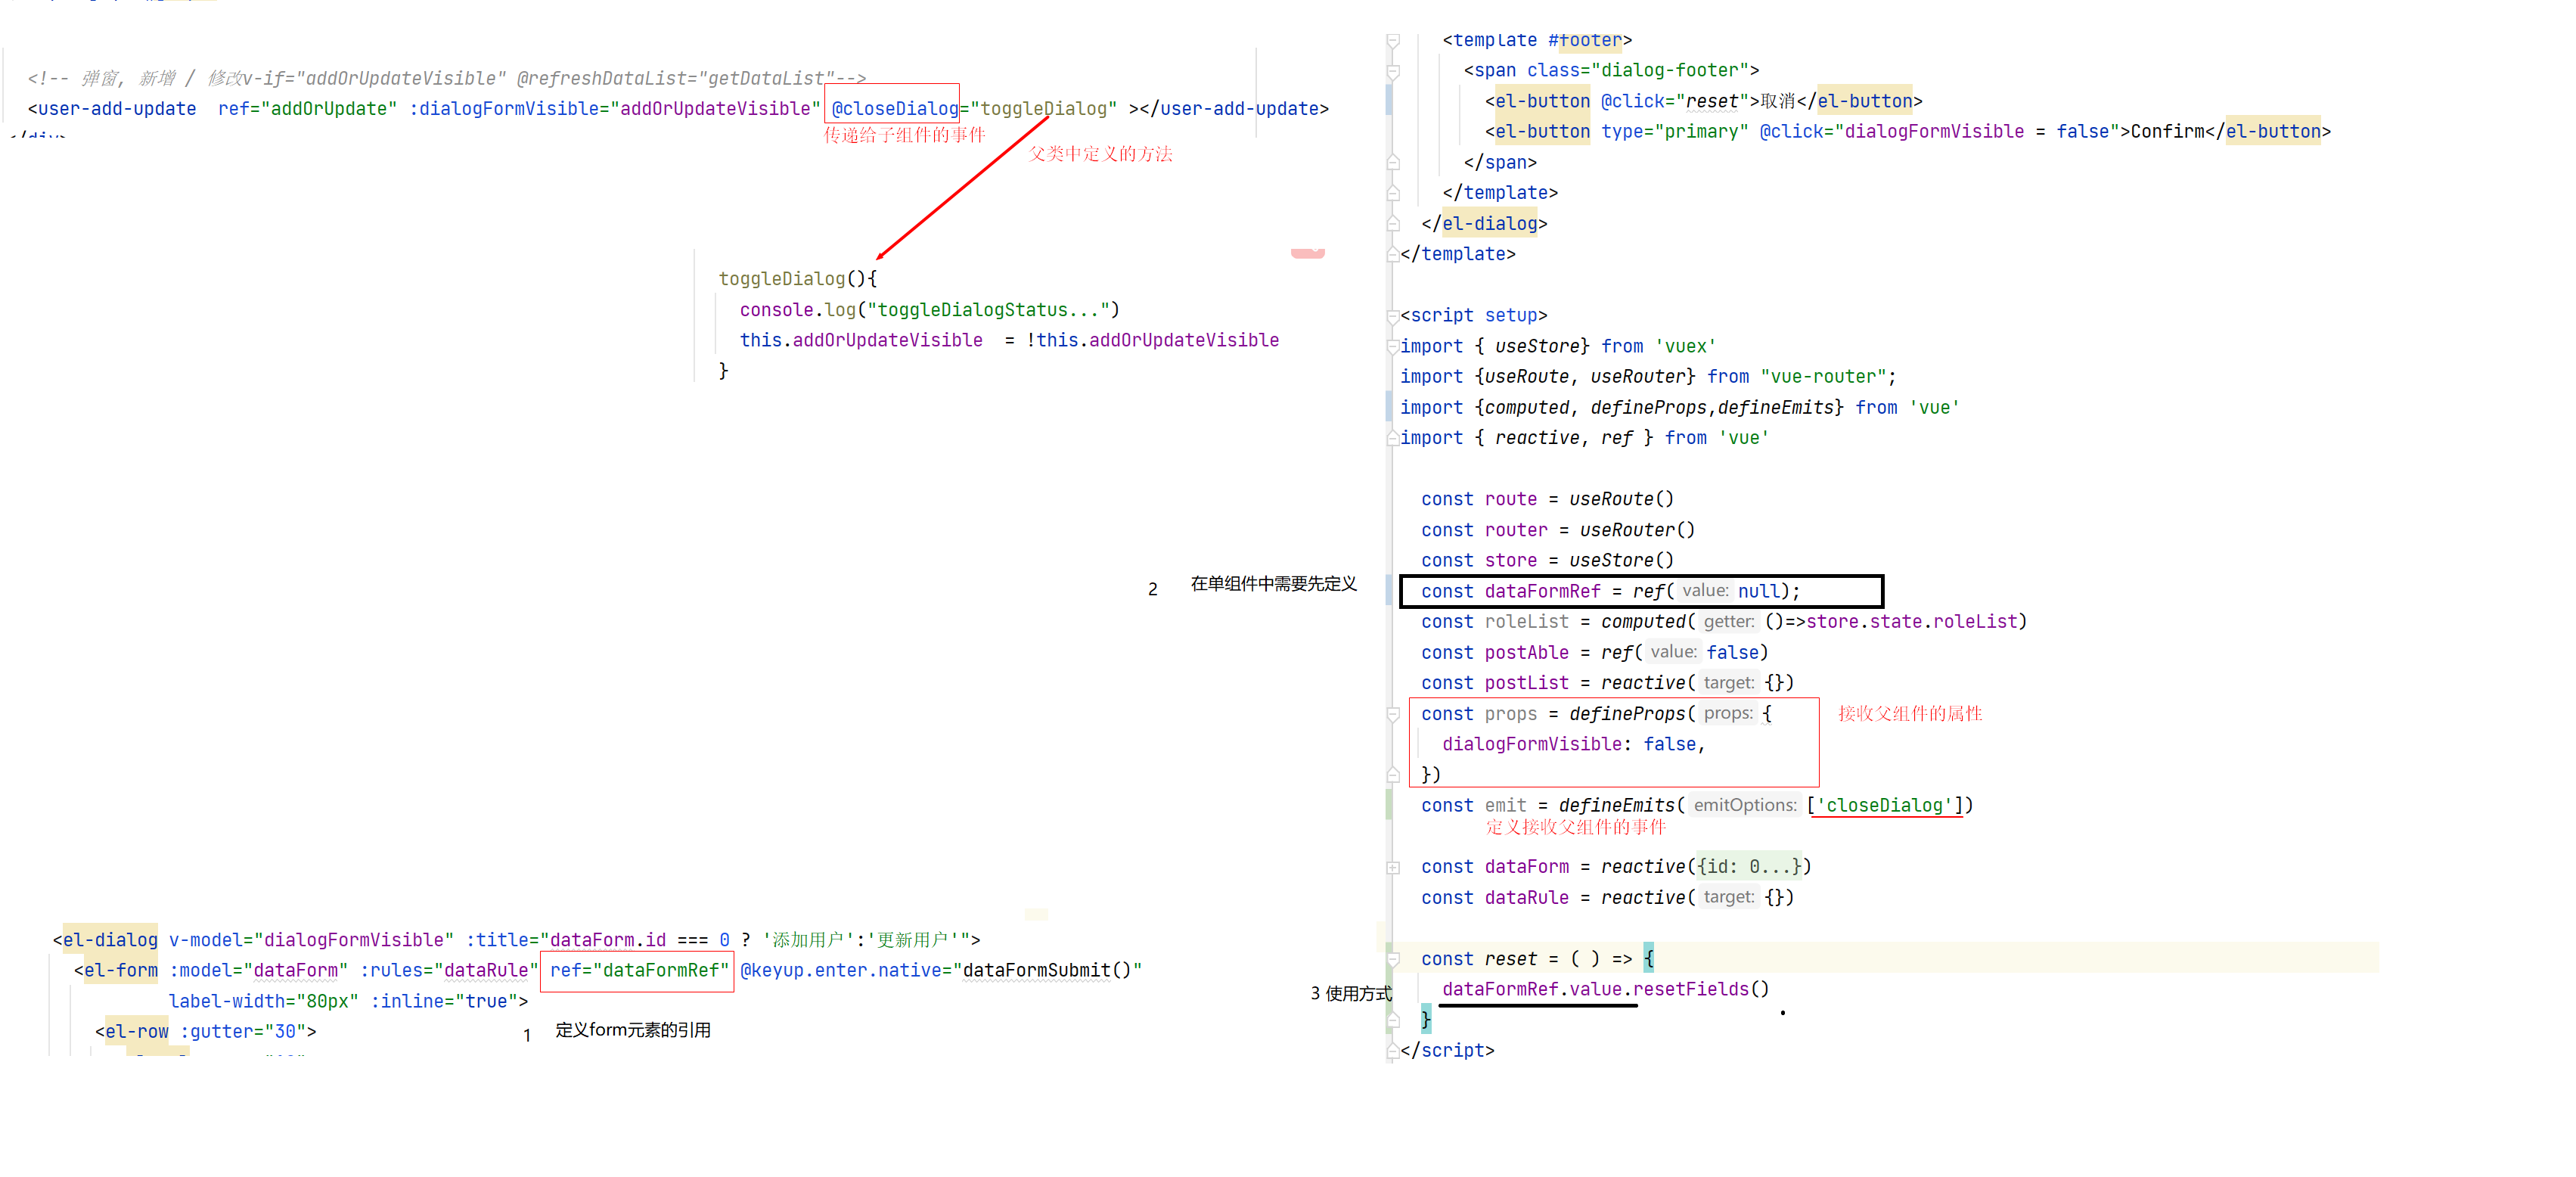 <!-- 弹窗, 新增 / 修改v-if="addOrUpdateVisible" @refreshDataList="getDataList"-->
<user-add-update  ref="addOrUpdate" :dialogFormVisible="addOrUpdateVisible" @closeDialog="toggleDialog" ></user-add-update>
传递给子组件的事件
父类中定义的方法
toggleDialog(){
console.log("toggleDialogStatus...")
this.addOrUpdateVisible  = !this.addOrUpdateVisible
}
<el-dialog v-model="dialogFormVisible" :title="dataForm.id === 0 ? '添加用户':'更新用户'">
<el-form :model="dataForm" :rules="dataRule" ref="dataFormRef" @keyup.enter.native="dataFormSubmit()"
label-width="80px" :inline="true">
<el-row :gutter="30">
1 定义form元素的引用
<template #footer>
<span class="dialog-footer">
<el-button @click="reset">取消</el-button>
<el-button type="primary" @click="dialogFormVisible = false">Confirm</el-button>
</span>
</template>
</el-dialog>
</template>
<script setup>
import { useStore} from 'vuex'
import {useRoute, useRouter} from "vue-router";
import {computed, defineProps,defineEmits} from 'vue'
import { reactive, ref } from 'vue'
const route = useRoute()
const router = useRouter()
const store = useStore()
2 在单组件中需要先定义
const dataFormRef = ref( value: null);
const roleList = computed( getter: ()=>store.state.roleList)
const postAble = ref( value: false)
const postList = reactive( target: {})
const props = defineProps( props: {
接收父组件的属性
dialogFormVisible: false,
})
const emit = defineEmits( emitOptions: ['closeDialog'])
定义接收父组件的事件
const dataForm = reactive({id: 0...})
const dataRule = reactive( target: {})
const reset = ( ) => {
3 使用方式
dataFormRef.value.resetFields()
}
</script>